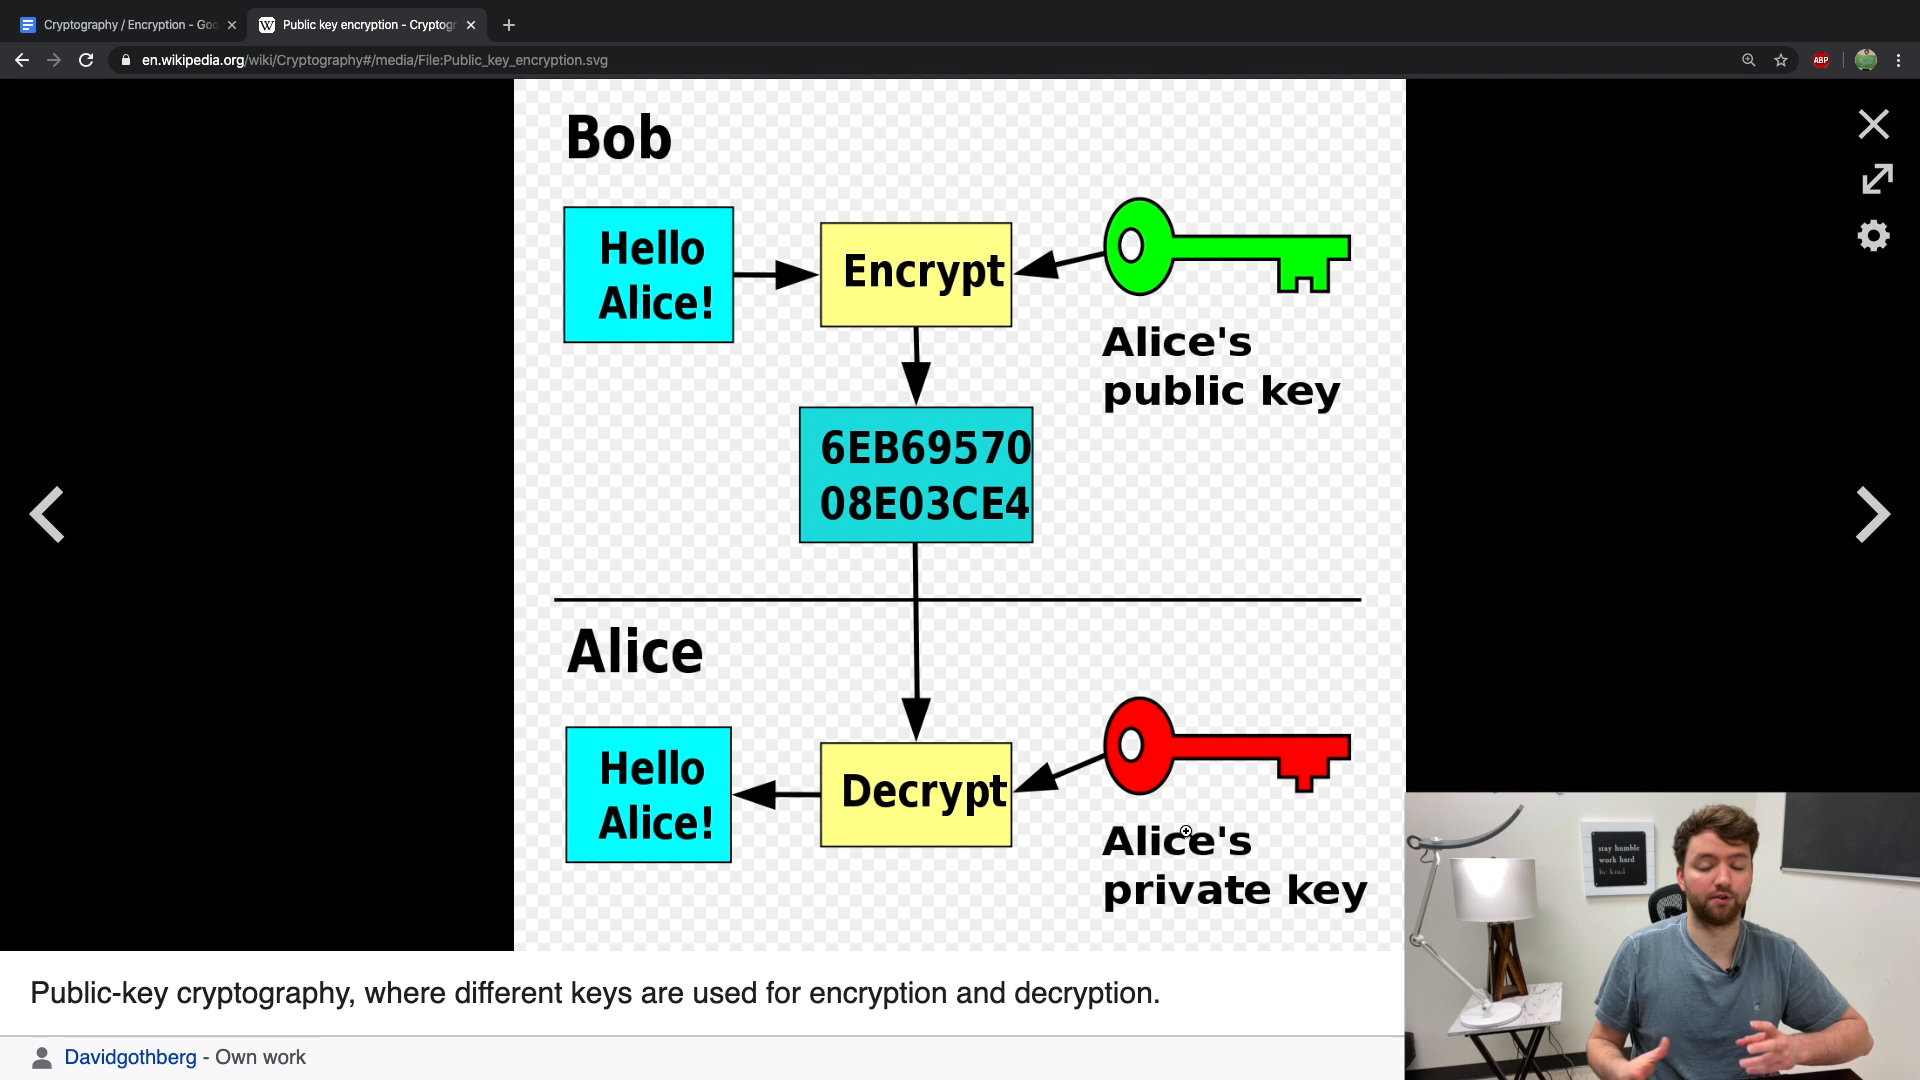 Cryptography / Encryption - Goo
Public key encryption - Cryptogr
en.wikipedia.org/wiki/Cryptography#/media/File:Public_key_encryption.svg
ABP
Bob
Hello
Alice!
Encrypt
Alice's
public key
6EB69570
08E03CE4
Alice
Hello
Alice!
Decrypt
Alice's
private key
stay humble
work hard
be kind
Public-key cryptography, where different keys are used for encryption and decryption.
Davidgothberg - Own work